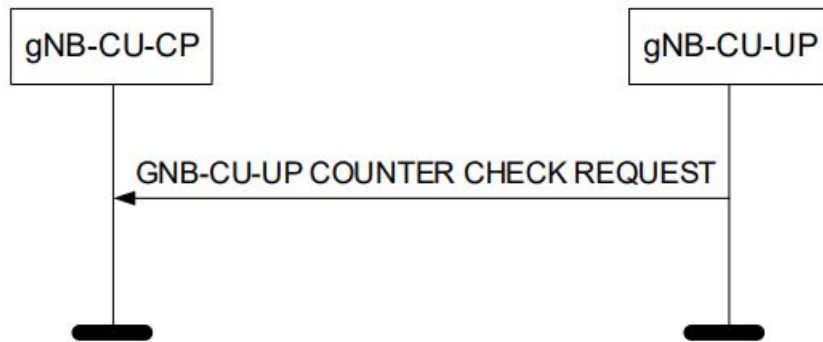 gNB-CU-CP
gNB-CU-UP
GNB-CU-UP COUNTER CHECK REQUEST